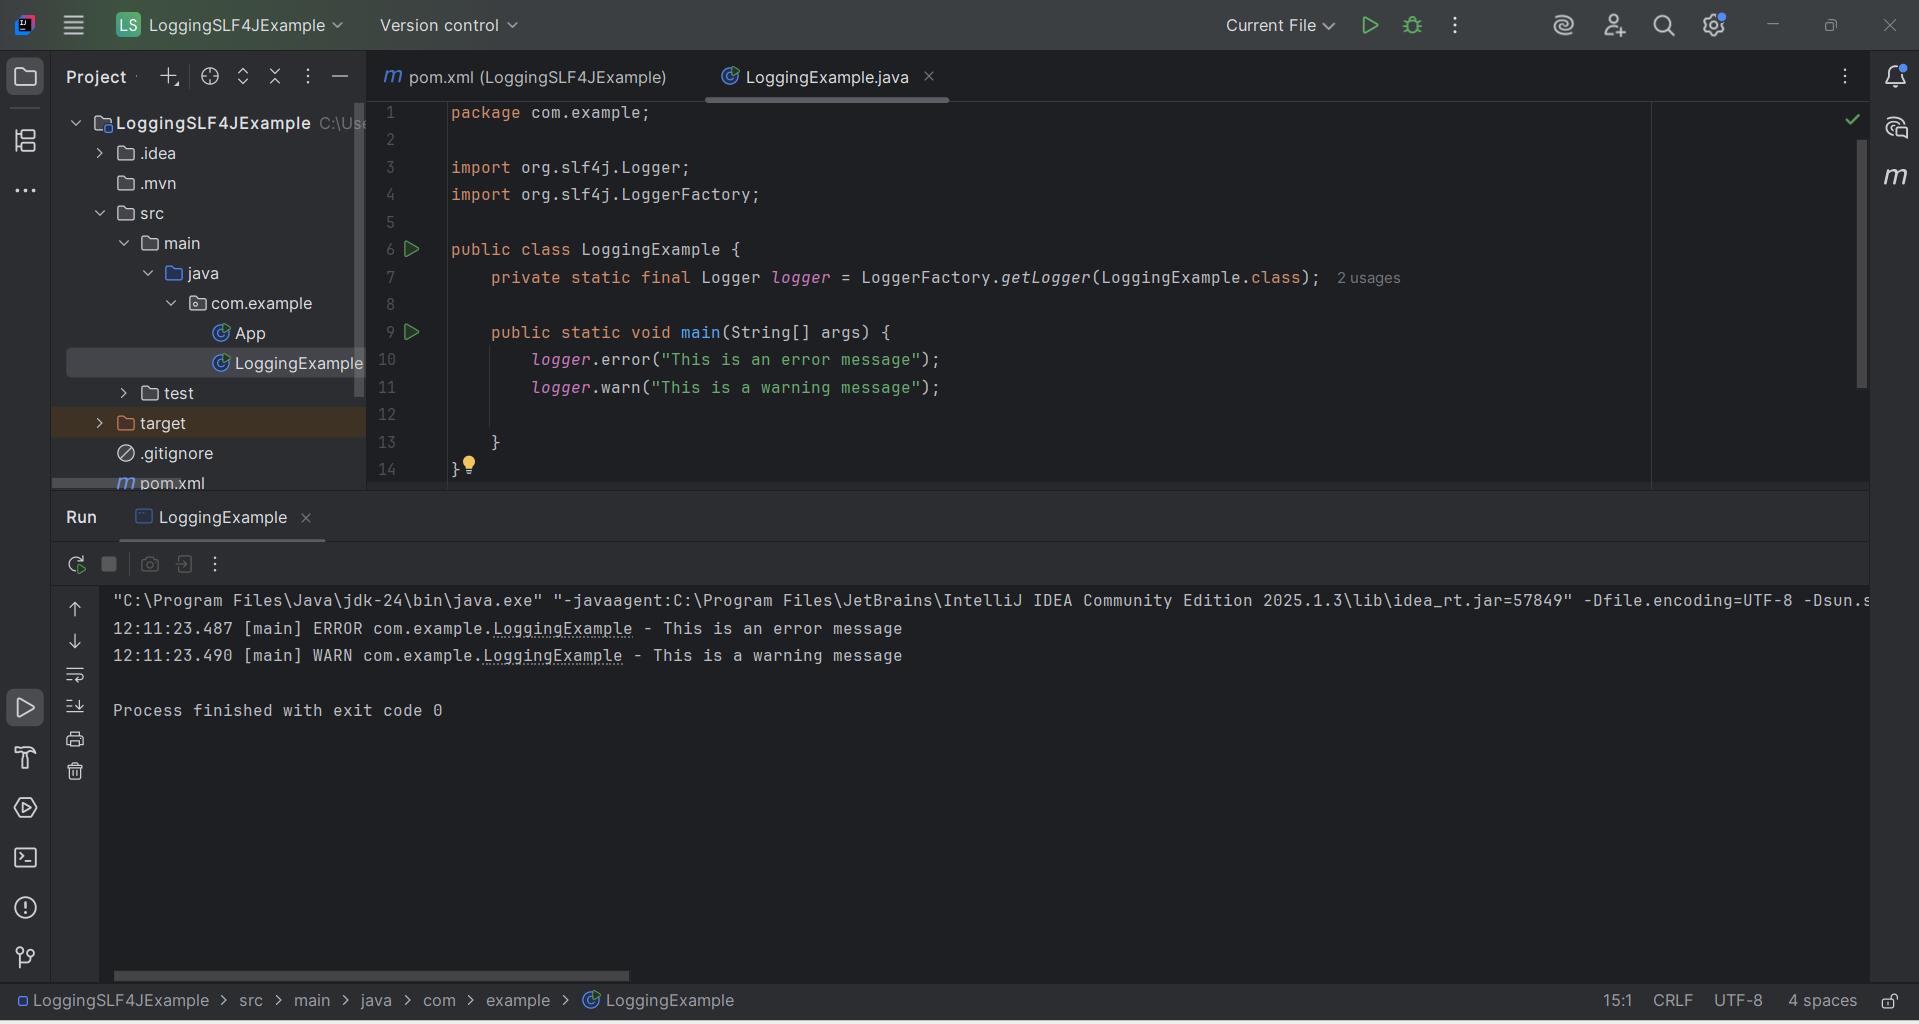 LS LoggingSLF4JExample Version control Current File
Project
pom.xml (LoggingSLF4JExample) LoggingExample.java
LoggingSLF4JExample C:\Use
.idea
.mvn
src
main
java
com.example
App
LoggingExample
test
target
.gitignore
pom.xml
1 package com.example;
2
3 import org.slf4j.Logger;
4 import org.slf4j.LoggerFactory;
5
6 public class LoggingExample {
7 private static final Logger logger = LoggerFactory.getLogger(LoggingExample.class); 2 usages
8
9 public static void main(String[] args) {
10 logger.error("This is an error message");
11 logger.warn("This is a warning message");
12
13 }
14 }
Run LoggingExample
"C:\Program Files\Java\jdk-24\bin\java.exe" "-javaagent:C:\Program Files\JetBrains\IntelliJ IDEA Community Edition 2025.1.3\lib\idea_rt.jar=57849" -Dfile.encoding=UTF-8 -Dsun.s
12:11:23.487 [main] ERROR com.example.LoggingExample - This is an error message
12:11:23.490 [main] WARN com.example.LoggingExample - This is a warning message
Process finished with exit code 0
LoggingSLF4JExample > src > main > java > com > example > LoggingExample 15:1 CRLF UTF-8 4 spaces